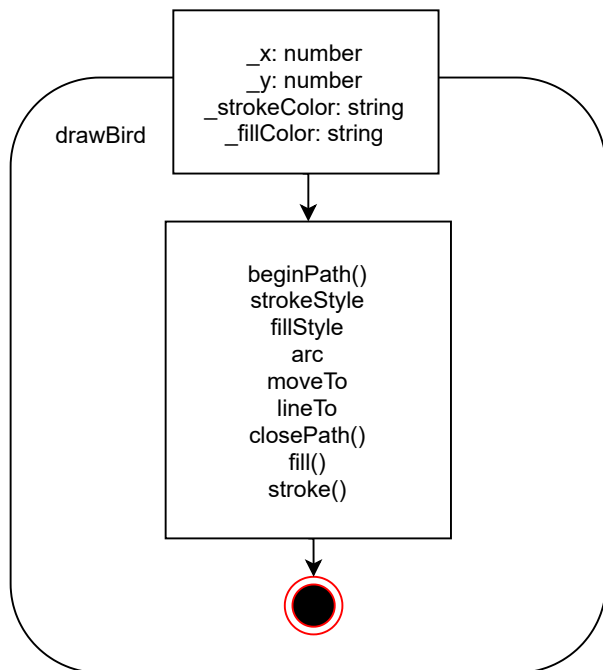 _x: number
_y: number
_strokeColor: string
_fillColor: string
drawBird
beginPath()
strokeStyle
fillStyle
arc
moveTo
lineTo
closePath()
fill()
stroke()